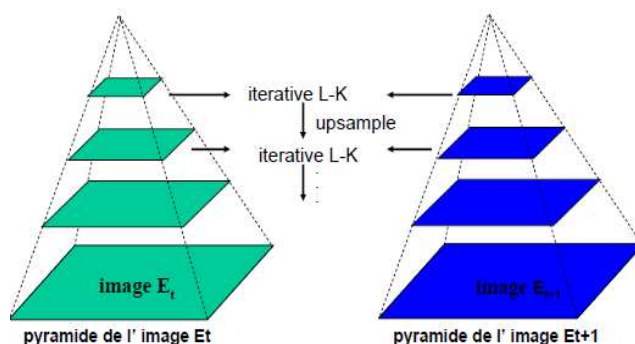 iterative L-K
upsample
iterative L-K
image Et
image Et+1
pyramide de l' image Et
pyramide de l' image Et+1